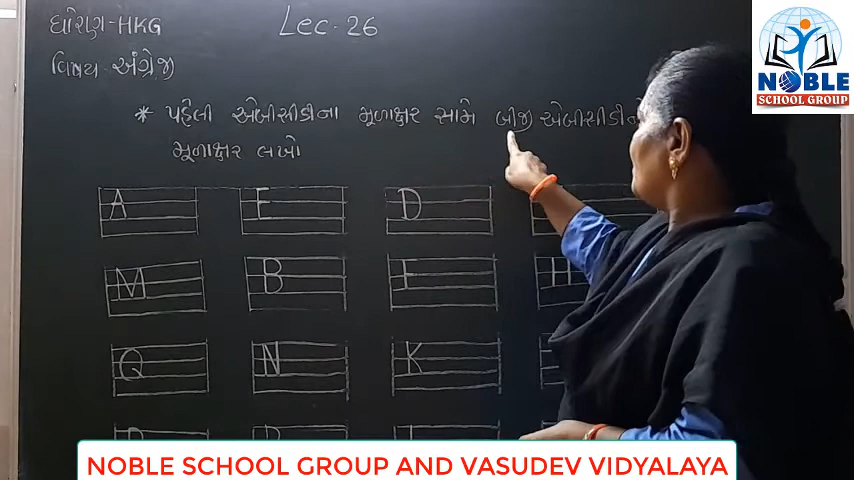 ધોરણ-HKG
Lec-26
વિષય-અંગ્રેજી
* પહેલી એબીસીડીના મૂળાક્ષર સામે બીજી એબીસીડીનો
મૂળાક્ષર લખો
A E D
M B F H
Q N K
NOBLE
SCHOOL GROUP
NOBLE SCHOOL GROUP AND VASUDEV VIDYALAYA